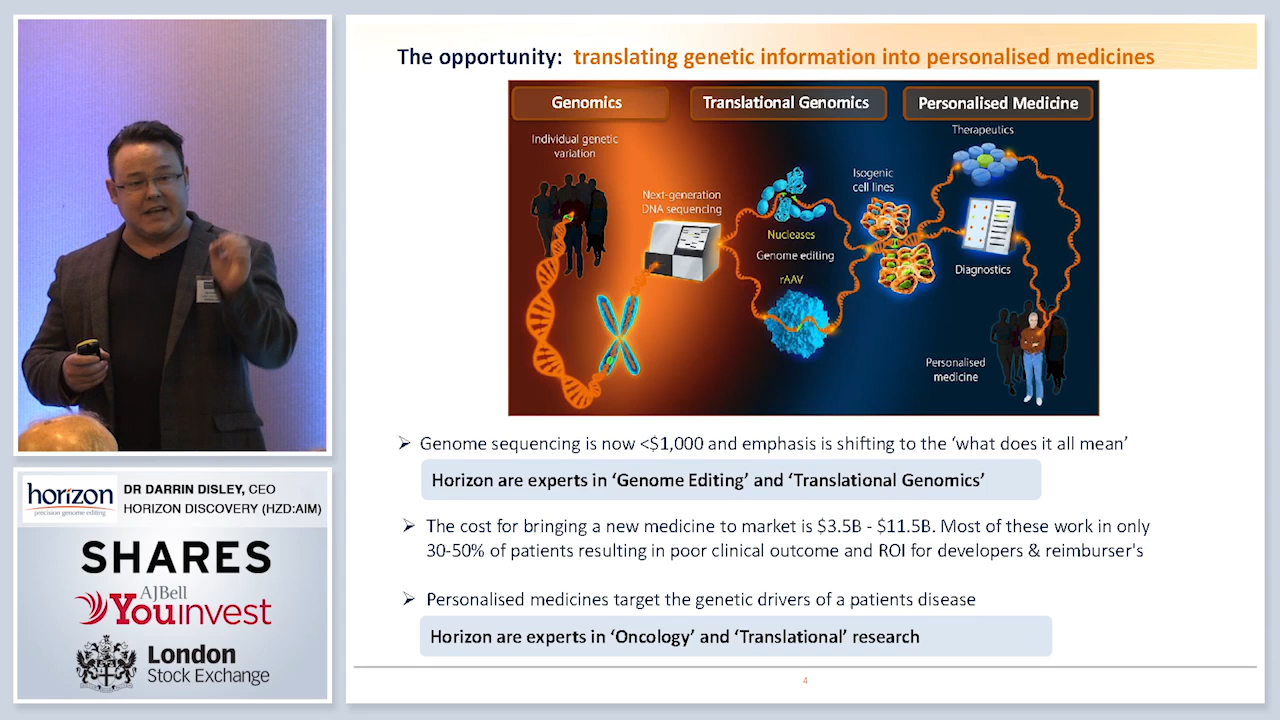 The opportunity: translating genetic information into personalised medicines
Genomics
Translational Genomics
Personalised Medicine
Individual genetic
variation
Next-generation
DNA sequencing
Nucleases
Genome editing
rAAV
Isogenic
cell lines
Therapeutics
Diagnostics
Personalised
medicine
Genome sequencing is now <$1,000 and emphasis is shifting to the ‘what does it all mean’
Horizon are experts in ‘Genome Editing’ and ‘Translational Genomics’
The cost for bringing a new medicine to market is $3.5B - $11.5B. Most of these work in only
30-50% of patients resulting in poor clinical outcome and ROI for developers & reimburser's
Personalised medicines target the genetic drivers of a patients disease
Horizon are experts in ‘Oncology’ and ‘Translational’ research
4
horizon
precision genome editing
DR DARRIN DISLEY, CEO
HORIZON DISCOVERY (HZD:AIM)
SHARES
AJBell
Youinvest
London
Stock Exchange